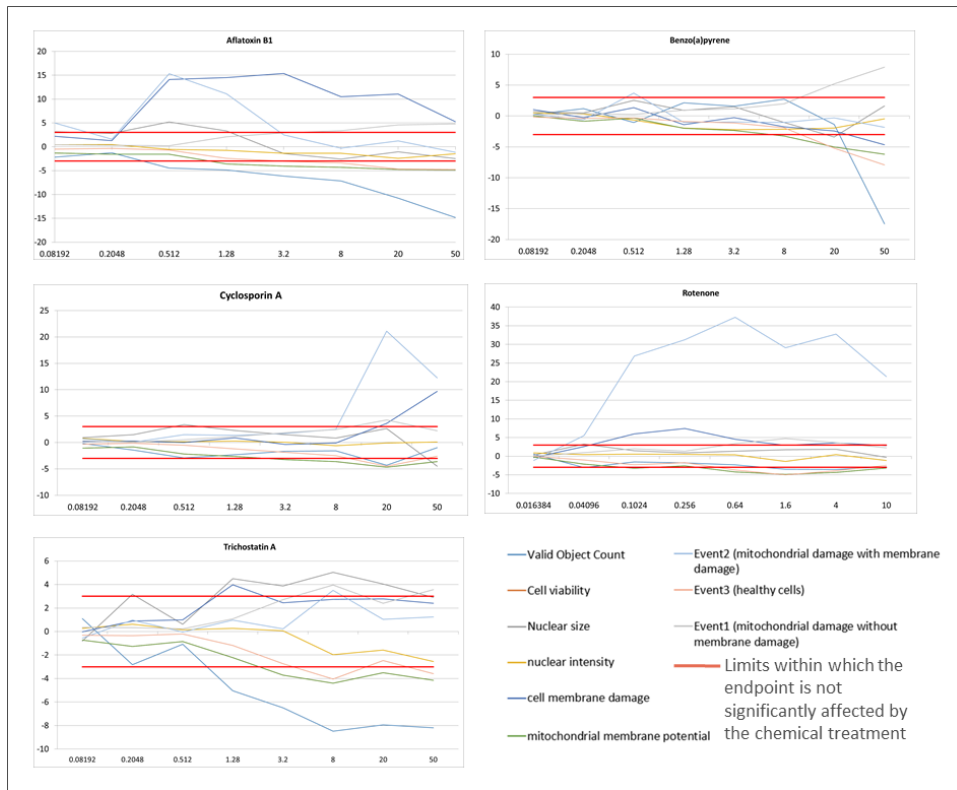 Aflatoxin B1
20
15
10
5
0
-5
-10
-15
-20
0.08192 0.2048 0.512 1.28 3.2 8 20 50
Benzo(a)pyrene
10
5
0
-5
-10
-15
-20
0.08192 0.2048 0.512 1.28 3.2 8 20 50
Cyclosporin A
25
20
15
10
5
0
-5
-10
0.08192 0.2048 0.512 1.28 3.2 8 20 50
Rotenone
40
35
30
25
20
15
10
5
0
-5
-10
0.016384 0.04096 0.1024 0.256 0.64 1.6 4 10
Trichostatin A
6
4
2
0
-2
-4
-6
-8
-10
0.08192 0.2048 0.512 1.28 3.2 8 20 50
Valid Object Count
Cell viability
Nuclear size
nuclear intensity
cell membrane damage
mitochondrial membrane potential
Event2 (mitochondrial damage with membrane
damage)
Event3 (healthy cells)
Event1 (mitochondrial damage without
membrane damage)
Limits within which the
endpoint is not
significantly affected by
the chemical treatment